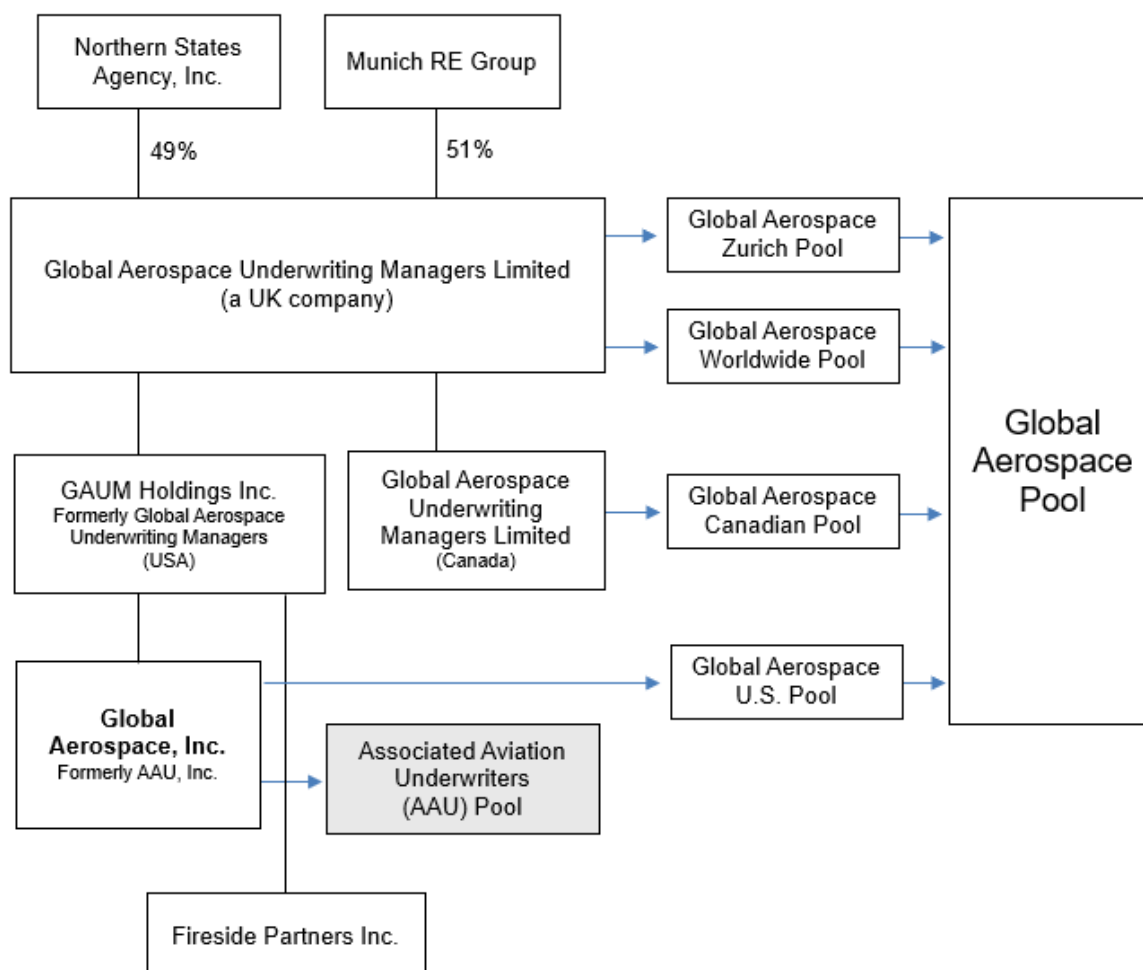 Northern States
Agency, Inc.
Munich RE Group
49%
51%
Global Aerospace Underwriting Managers Limited
(a UK company)
Global Aerospace
Zurich Pool
Global Aerospace
Worldwide Pool
Global
Aerospace
Pool
GAUM Holdings Inc.
Formerly Global Aerospace
Underwriting Managers
(USA)
Global Aerospace
Underwriting
Managers Limited
(Canada)
Global Aerospace
Canadian Pool
Global Aerospace
U.S. Pool
Global
Aerospace, Inc.
Formerly AAU, Inc.
Associated Aviation
Underwriters
(AAU) Pool
Fireside Partners Inc.